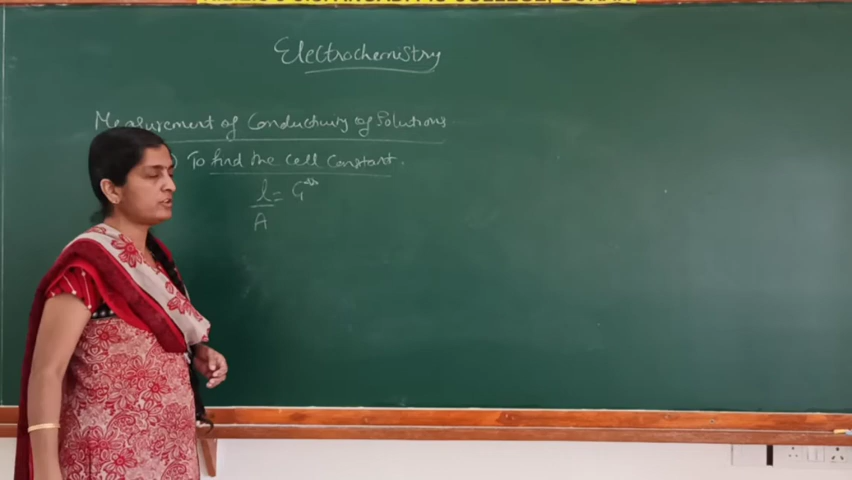 Electrochemistry
Measurement of Conductivity of Solutions
) To find the cell constant.
l = G
A